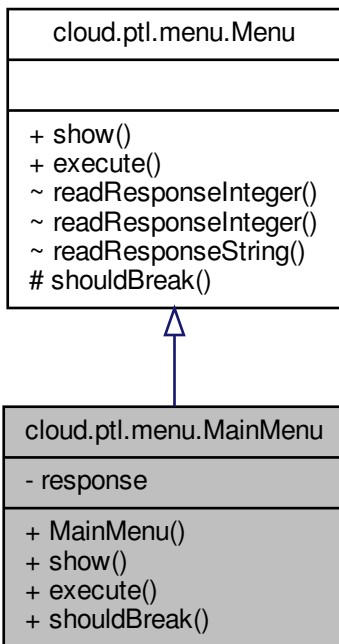 cloud.ptl.menu.Menu
+ show()
+ execute()
~ readResponseInteger()
~ readResponseInteger()
~ readResponseString()
# shouldBreak()
cloud.ptl.menu.MainMenu
- response
+ MainMenu()
+ show()
+ execute()
+ shouldBreak()